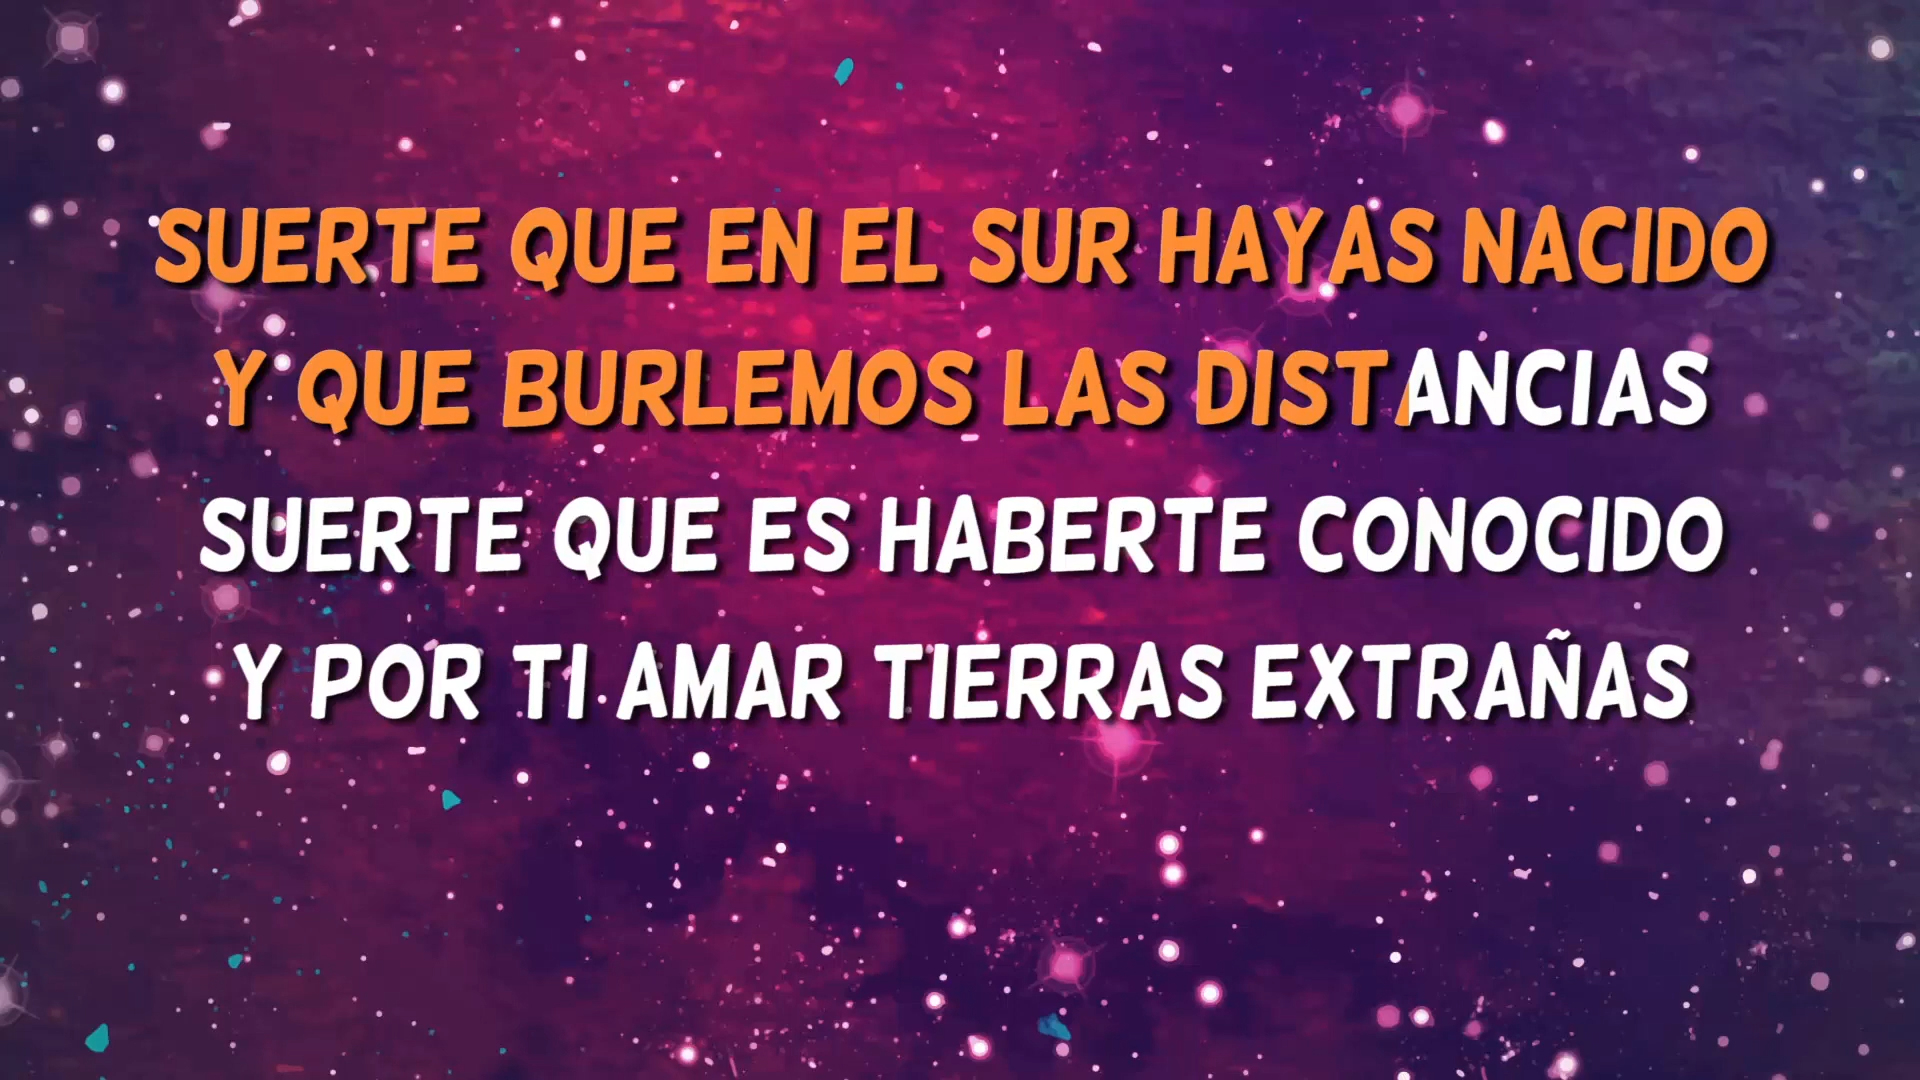 SUERTE QUE EN EL SUR HAYAS NACIDO
Y QUE BURLEMOS LAS DISTANCIAS
SUERTE QUE ES HABERTE CONOCIDO
Y POR TI AMAR TIERRAS EXTRAÑAS